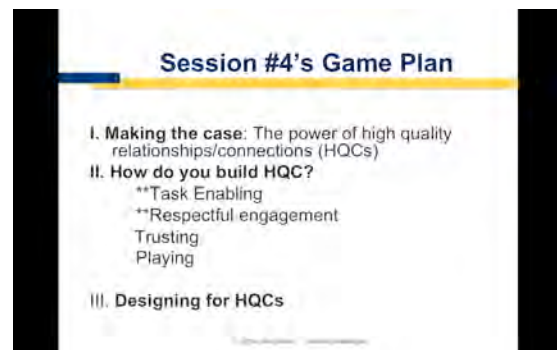 Session #4's Game Plan
I. Making the case: The power of high quality
relationships/connections (HQCs)
II. How do you build HQC?
**Task Enabling
**Respectful engagement
Trusting
Playing
III. Designing for HQCs